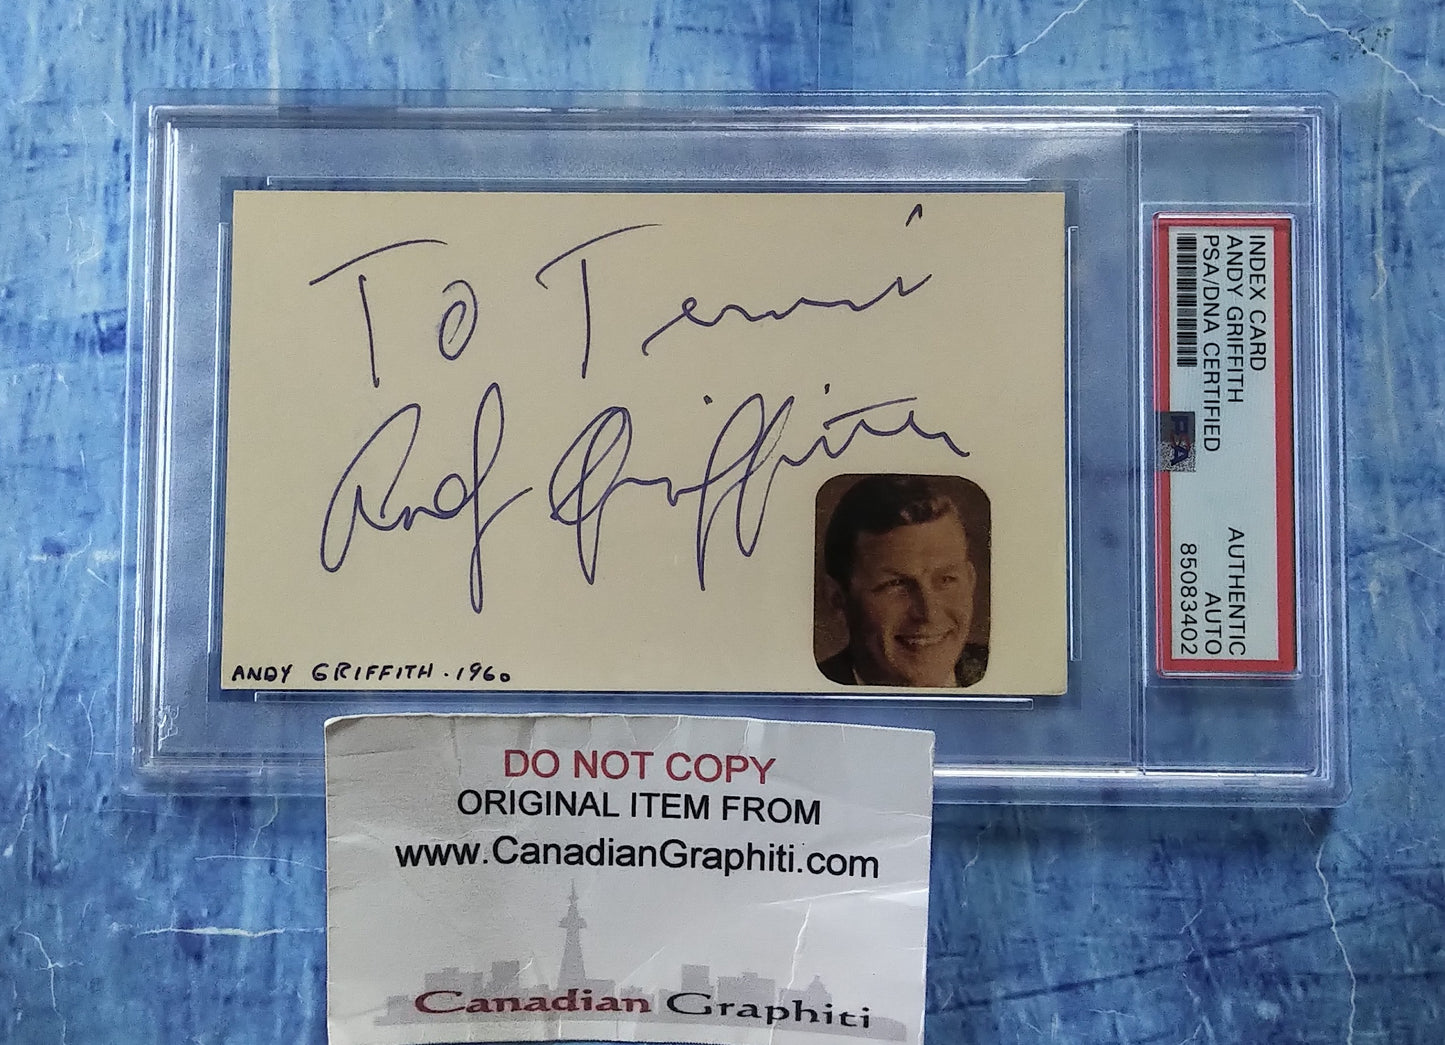 To Terri
Andy Griffith
ANDY GRIFFITH . 1960
INDEX CARD
ANDY GRIFFITH
PSA/DNA CERTIFIED
AUTHENTIC
AUTO
85083402
PSA
DO NOT COPY
ORIGINAL ITEM FROM
www.CanadianGraphiti.com
Canadian Graphiti